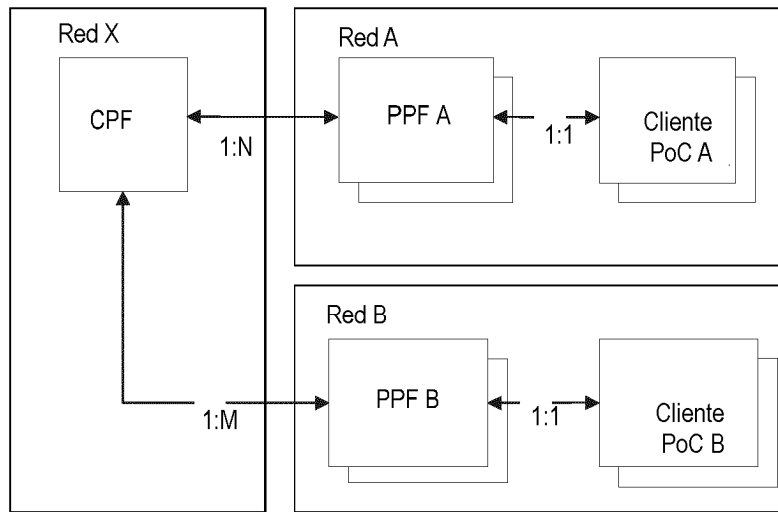 Red X
CPF
1:N
1:M
Red A
PPF A
1:1
Cliente
PoC A
Red B
PPF B
1:1
Cliente
PoC B